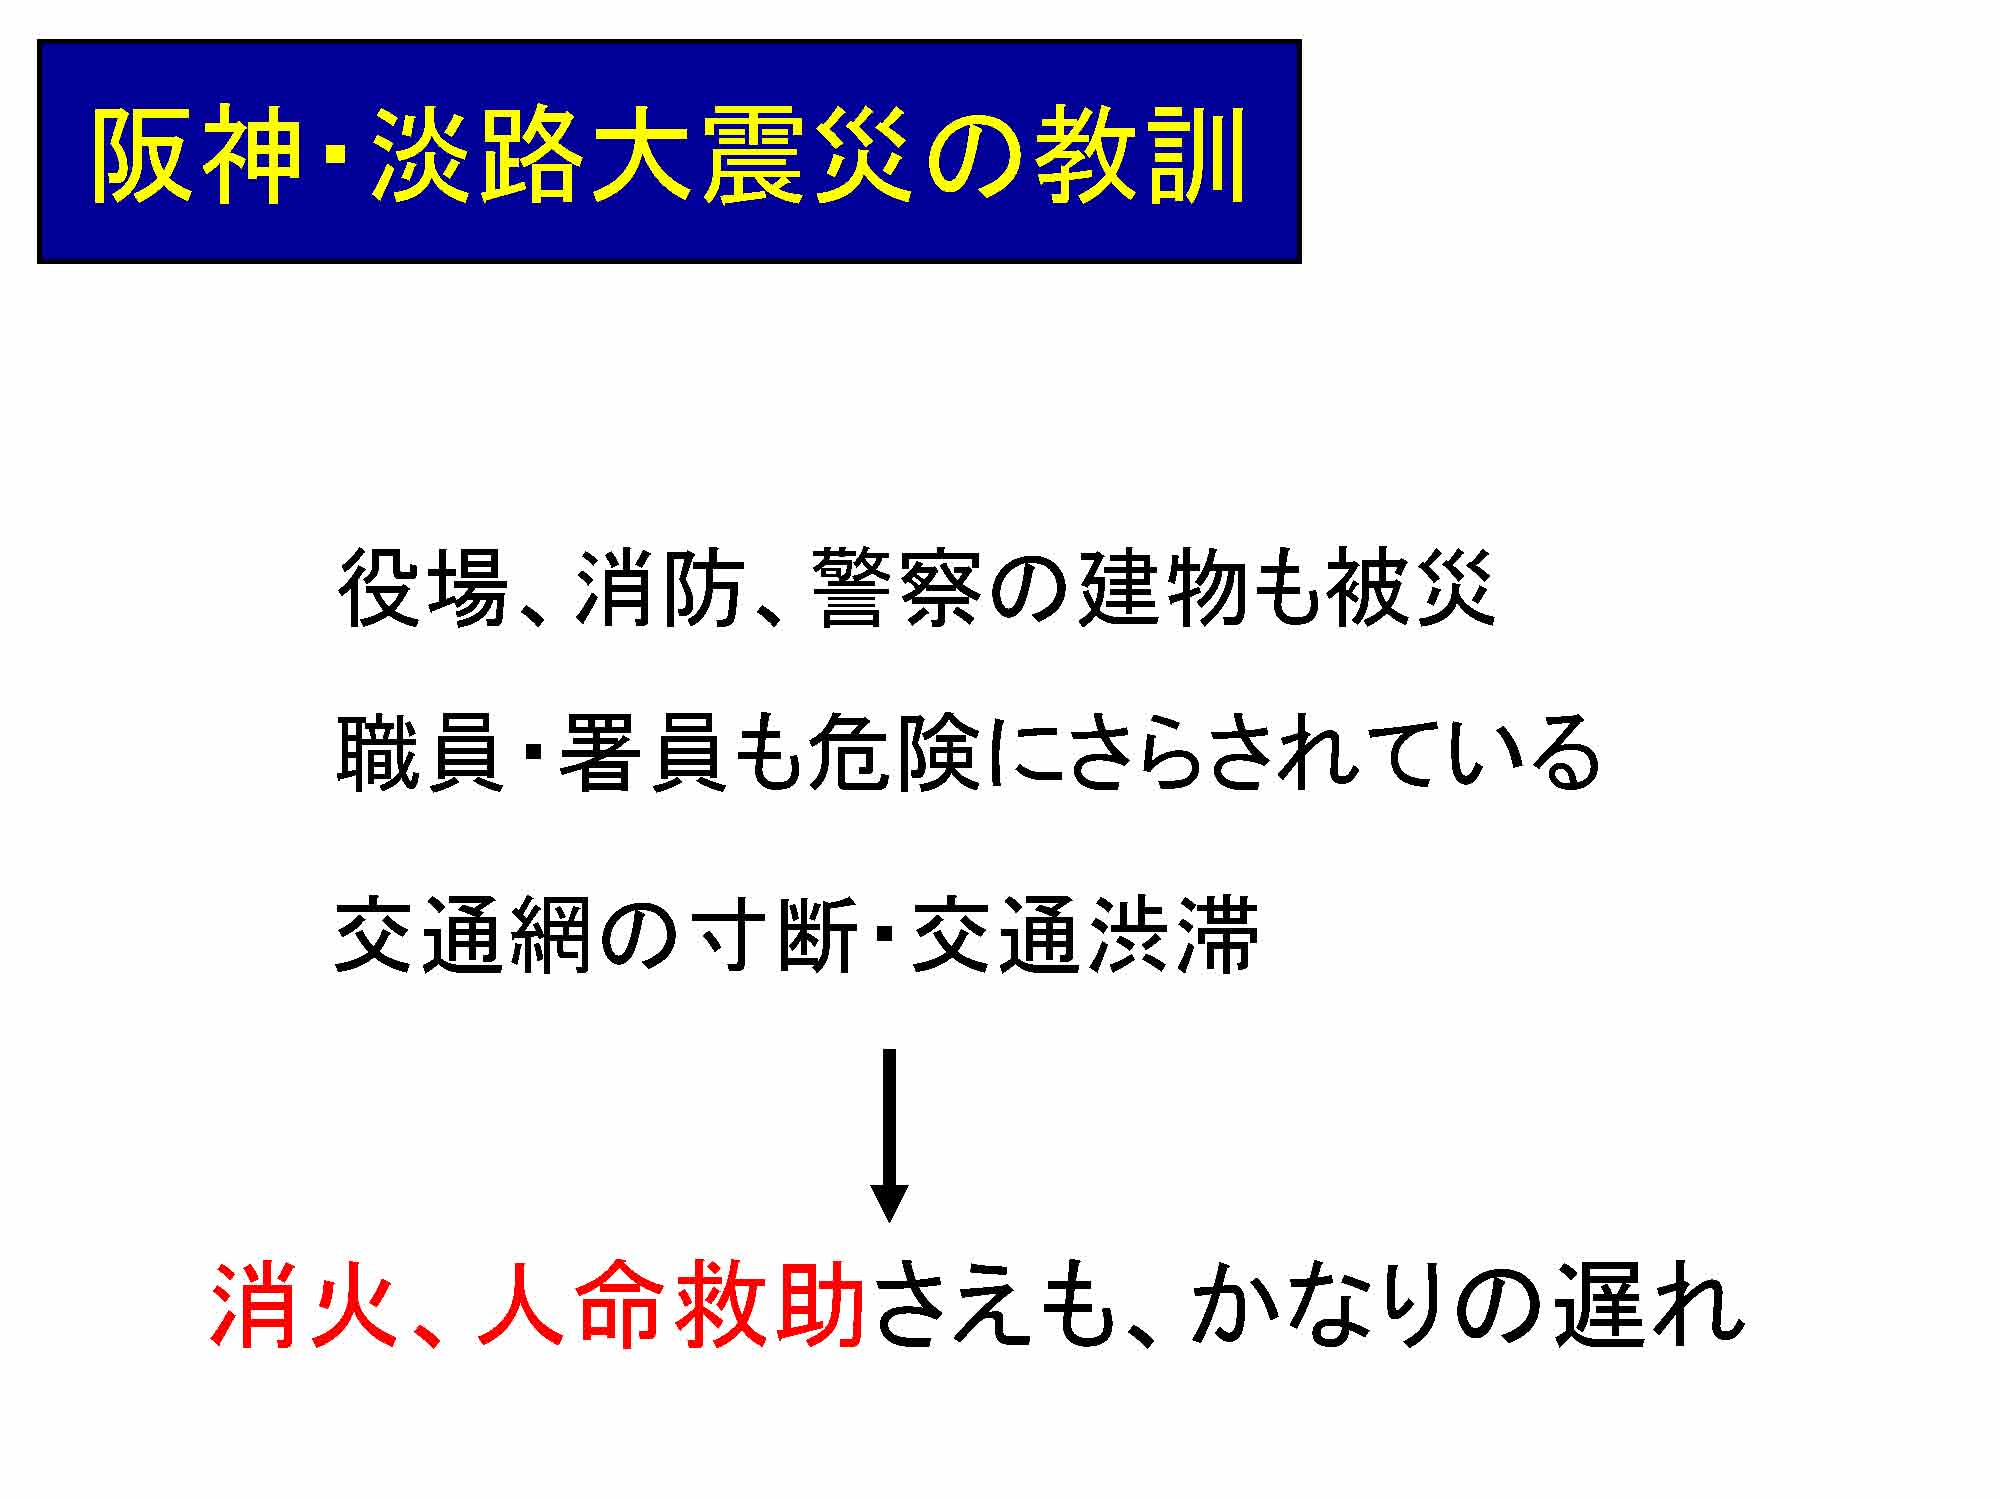 阪神・淡路大震災の教訓
役場、消防、警察の建物も被災
職員・署員も危険にさらされている
交通網の寸断・交通渋滞
消火、人命救助さえも、かなりの遅れ